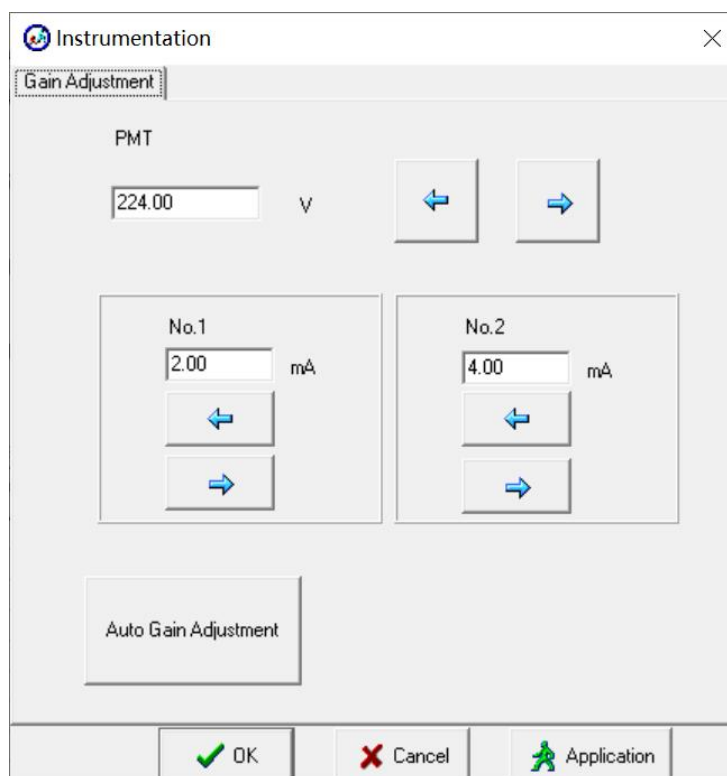 Instrumentation
Gain Adjustment
PMT
224.00 V
No.1
2.00 mA
No.2
4.00 mA
Auto Gain Adjustment
OK Cancel Application